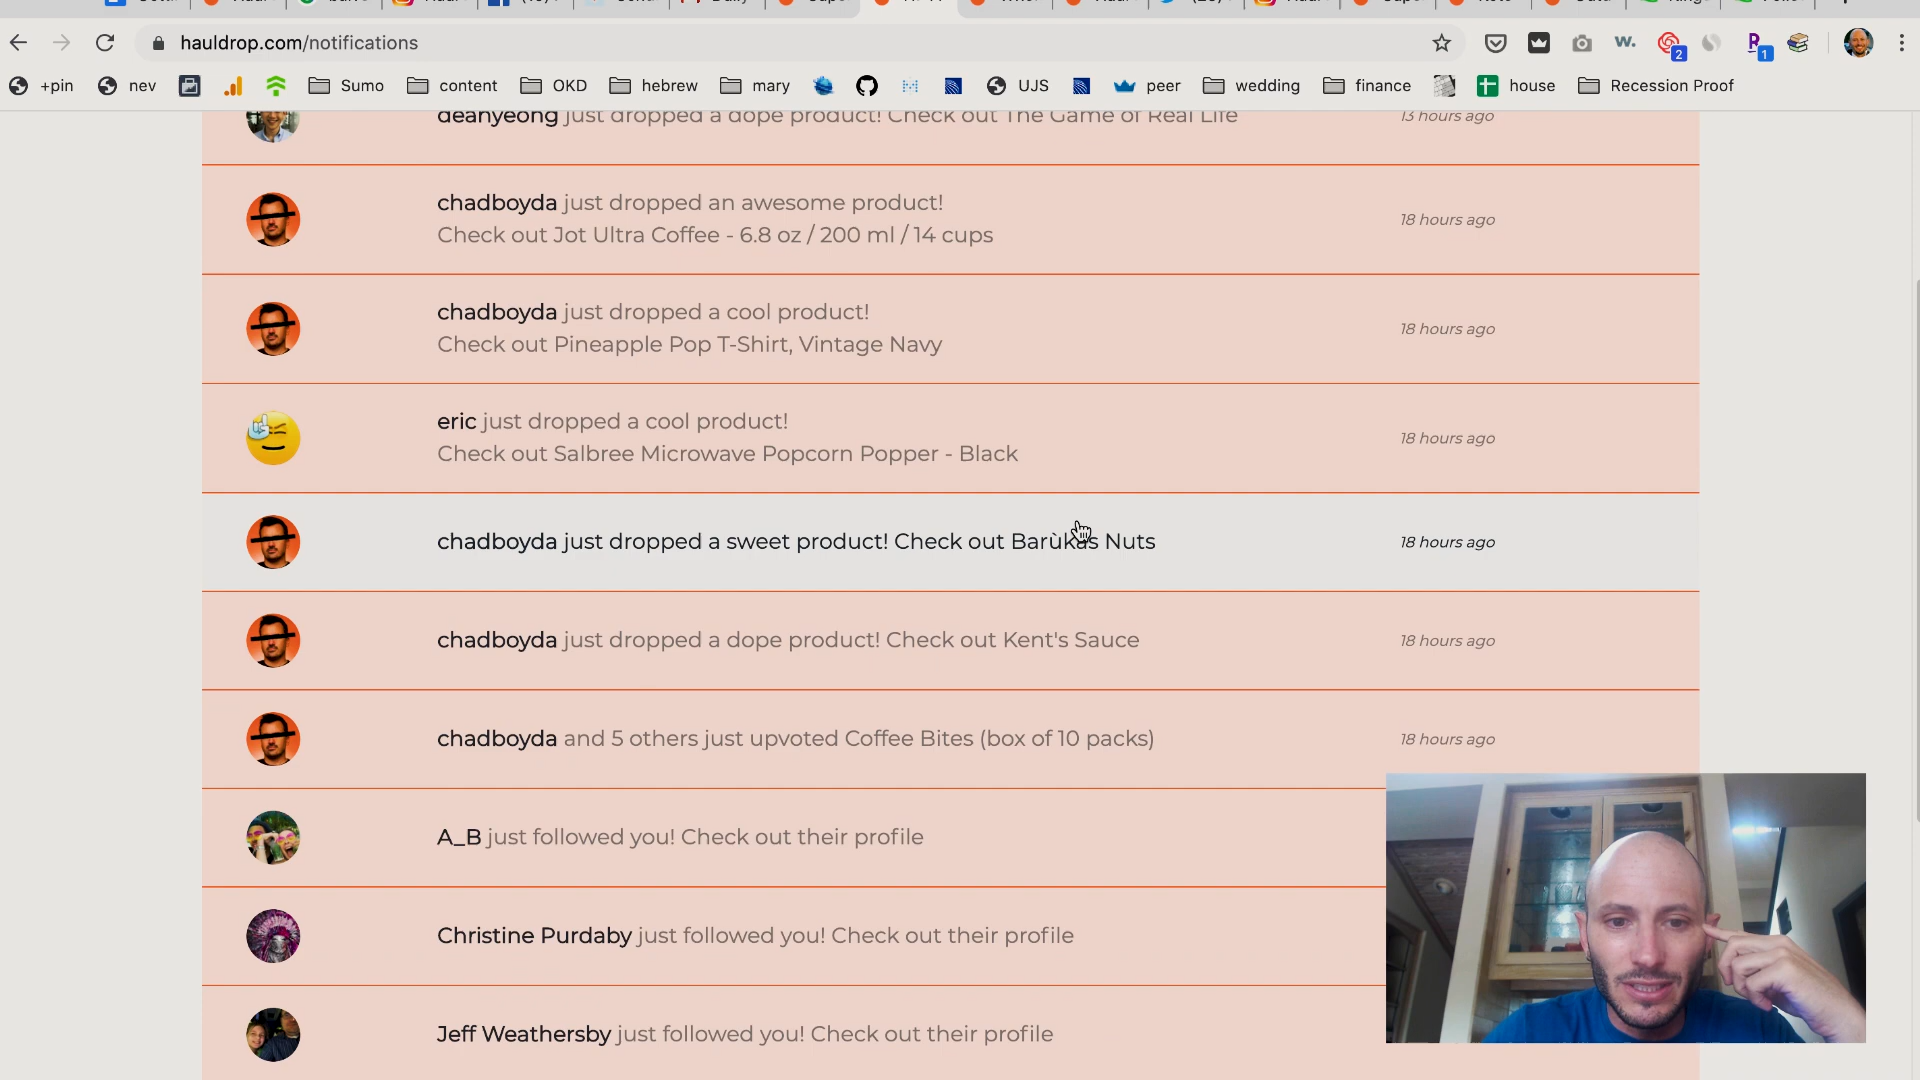 hauldrop.com/notifications
2
1
+pin
nev
Sumo
content
OKD
hebrew
mary
UJS
peer
wedding
finance
house
Recession Proof
deanyeong just dropped a dope product! Check out The Game of Real Life
13 hours ago
chadboyda just dropped an awesome product!
Check out Jot Ultra Coffee - 6.8 oz / 200 ml / 14 cups
18 hours ago
chadboyda just dropped a cool product!
Check out Pineapple Pop T-Shirt, Vintage Navy
18 hours ago
eric just dropped a cool product!
Check out Salbree Microwave Popcorn Popper - Black
18 hours ago
chadboyda just dropped a sweet product! Check out Barùkas Nuts
18 hours ago
chadboyda just dropped a dope product! Check out Kent's Sauce
18 hours ago
chadboyda and 5 others just upvoted Coffee Bites (box of 10 packs)
18 hours ago
A_B just followed you! Check out their profile
Christine Purdaby just followed you! Check out their profile
Jeff Weathersby just followed you! Check out their profile